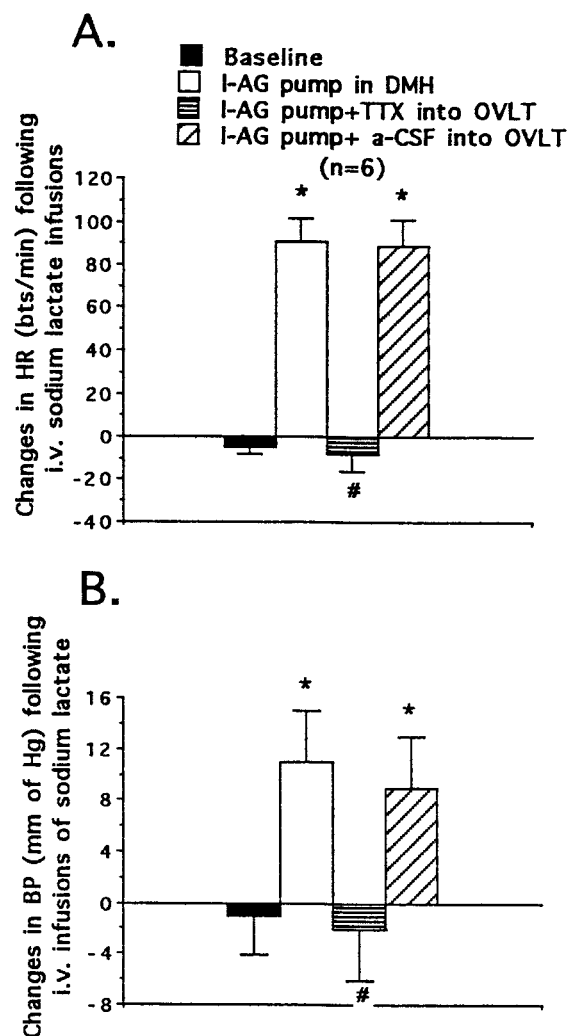 A.
Baseline
l-AG pump in DMH
l-AG pump+TTX into OVLT
l-AG pump+ a-CSF into OVLT
(n=6)
Changes in HR (bts/min) following
i.v. sodium lactate infusions
120
100
80
60
40
20
0
-20
-40
*
*
#
B.
Changes in BP (mm of Hg) following
i.v. infusions of sodium lactate
16
12
8
4
0
-4
-8
*
*
#